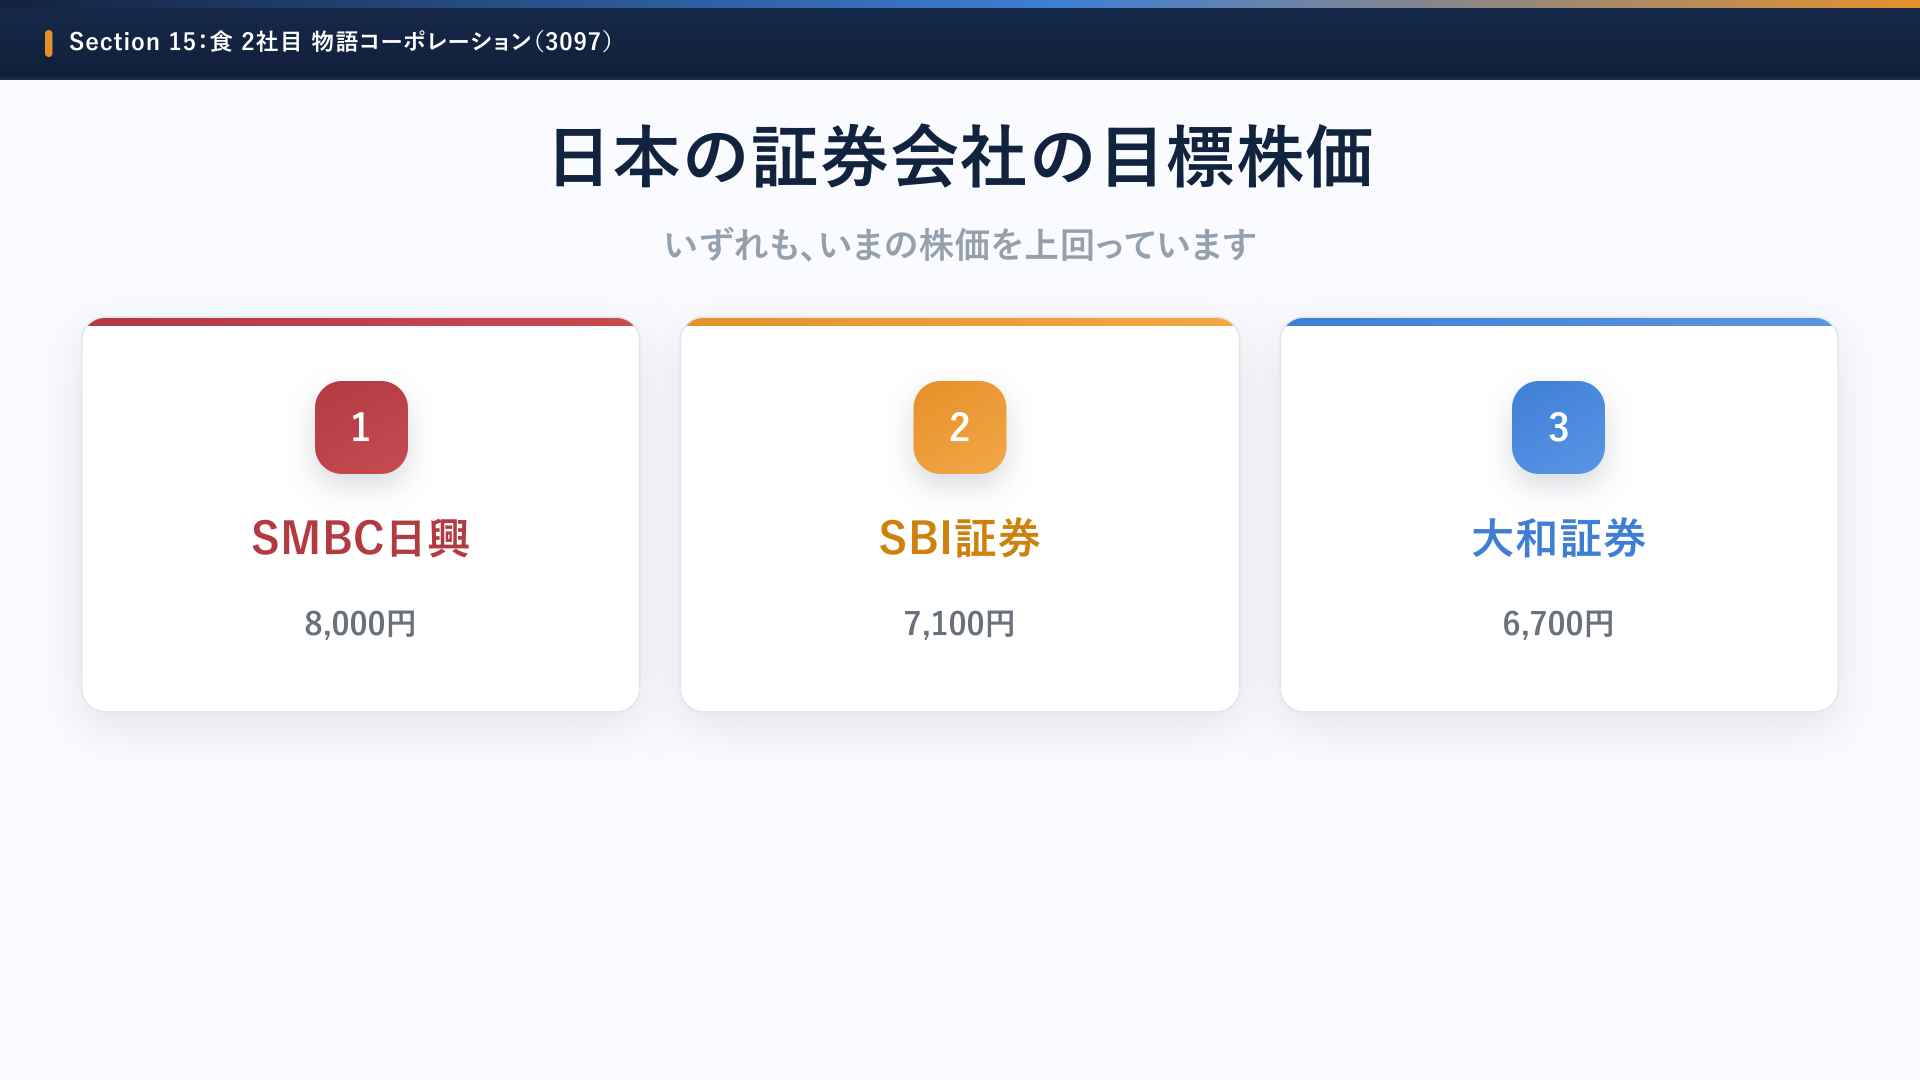 Section 15：食 2社目 物語コーポレーション（3097）
日本の証券会社の目標株価
いずれも、いまの株価を上回っています
1
SMBC日興
8,000円
2
SBI証券
7,100円
3
大和証券
6,700円